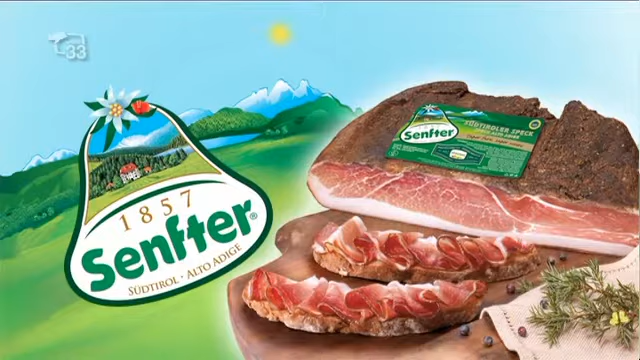 33
1857
Senfter®
SÜDTIROL · ALTO ADIGE
Senfter
SÜDTIROLER SPECK